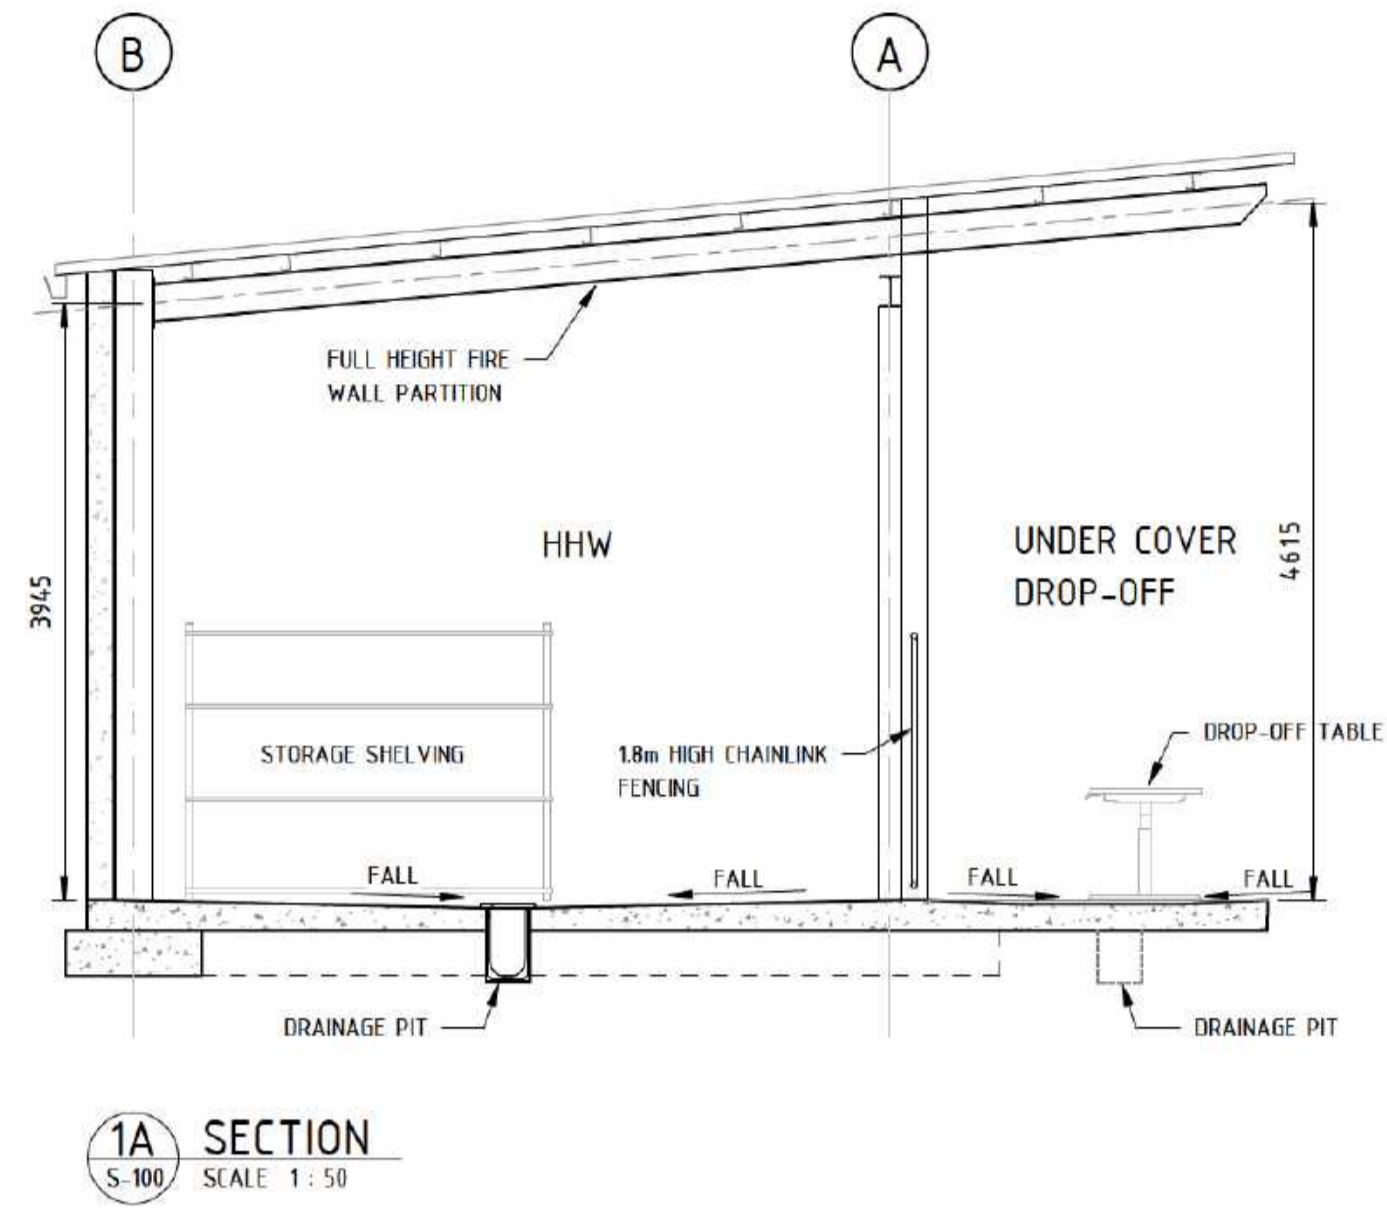 B
A
FULL HEIGHT FIRE
WALL PARTITION
HHW
UNDER COVER
DROP-OFF
3945
4615
STORAGE SHELVING
1.8m HIGH CHAINLINK
FENCING
DROP-OFF TABLE
FALL
FALL
FALL
FALL
DRAINAGE PIT
DRAINAGE PIT
1A
S-100
SECTION
SCALE 1 : 50